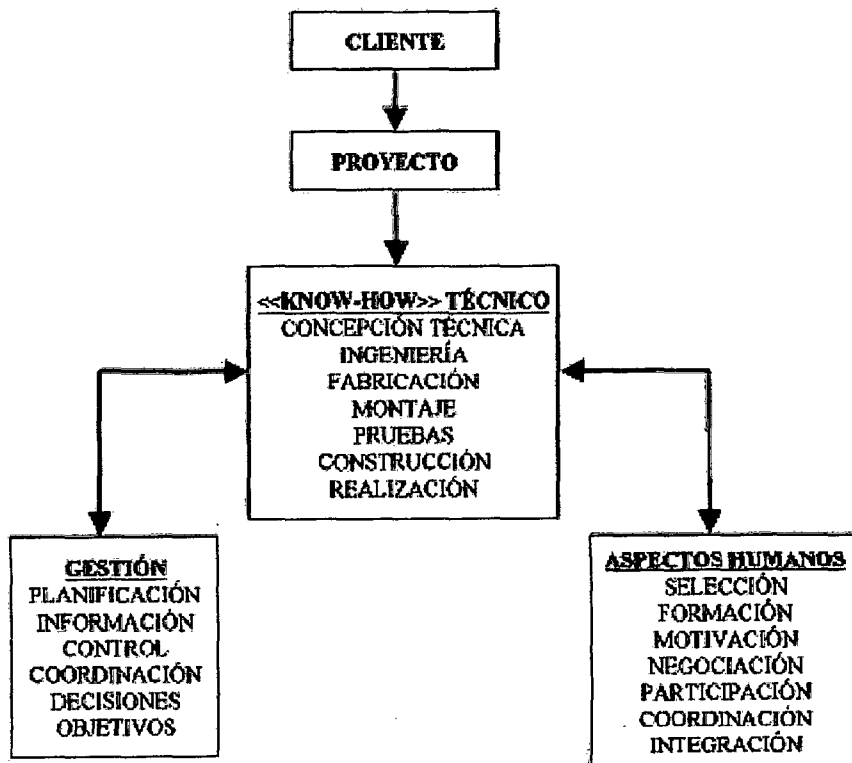 CLIENTE
PROYECTO
<<KNOW-HOW>> TÉCNICO
CONCEPCIÓN TÉCNICA
INGENIERÍA
FABRICACIÓN
MONTAJE
PRUEBAS
CONSTRUCCIÓN
REALIZACIÓN
GESTIÓN
PLANIFICACIÓN
INFORMACIÓN
CONTROL
COORDINACIÓN
DECISIONES
OBJETIVOS
ASPECTOS HUMANOS
SELECCIÓN
FORMACIÓN
MOTIVACIÓN
NEGOCIACIÓN
PARTICIPACIÓN
COORDINACIÓN
INTEGRACIÓN